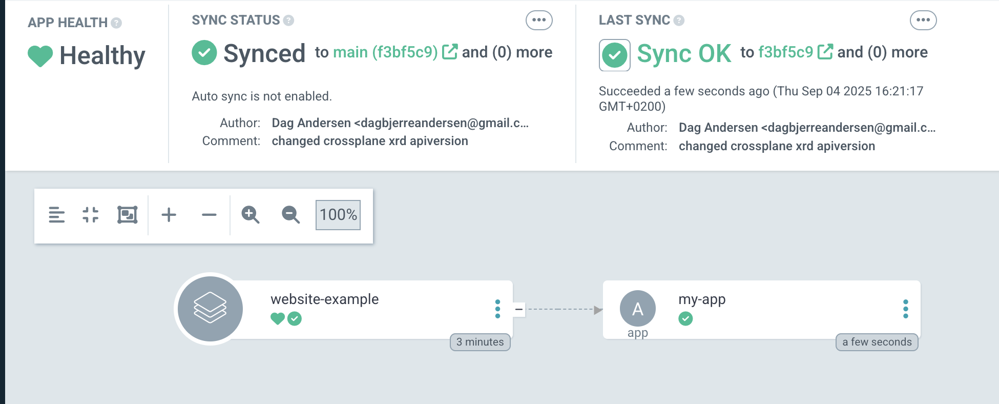 APP HEALTH ?
Healthy
SYNC STATUS ?
•••
Synced to main (f3bf5c9) and (0) more
Auto sync is not enabled.
Author: Dag Andersen <dagbjerreandersen@gmail.c...
Comment: changed crossplane xrd apiversion
LAST SYNC ?
•••
Sync OK to f3bf5c9 and (0) more
Succeeded a few seconds ago (Thu Sep 04 2025 16:21:17
GMT+0200)
Author: Dag Andersen <dagbjerreandersen@gmail.c...
Comment: changed crossplane xrd apiversion
100%
website-example
3 minutes
A
app
my-app
a few seconds